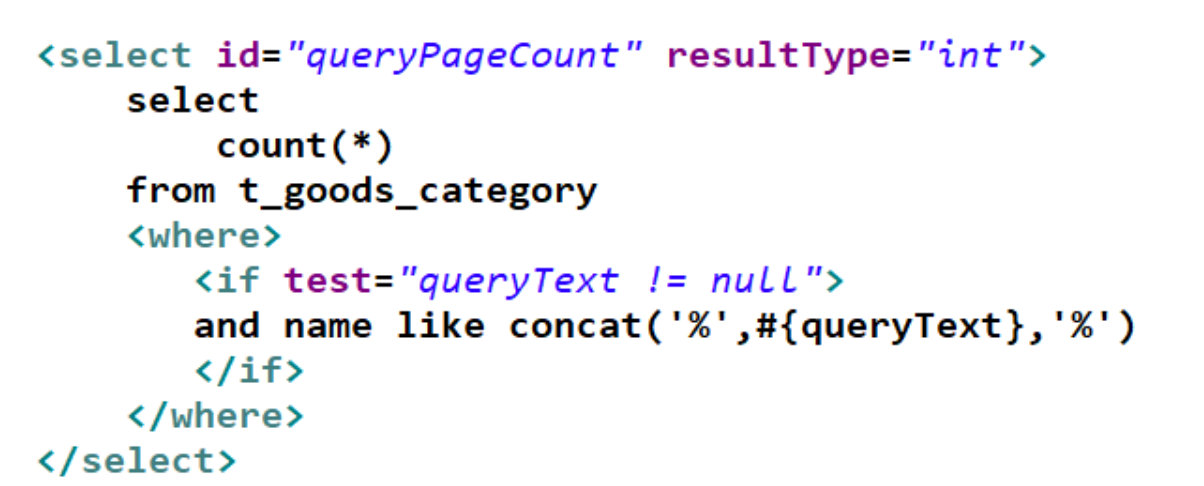 <select id="queryPageCount" resultType="int">
select
count(*)
from t_goods_category
<where>
<if test="queryText != null">
and name like concat('%',#{queryText},'%')
</if>
</where>
</select>